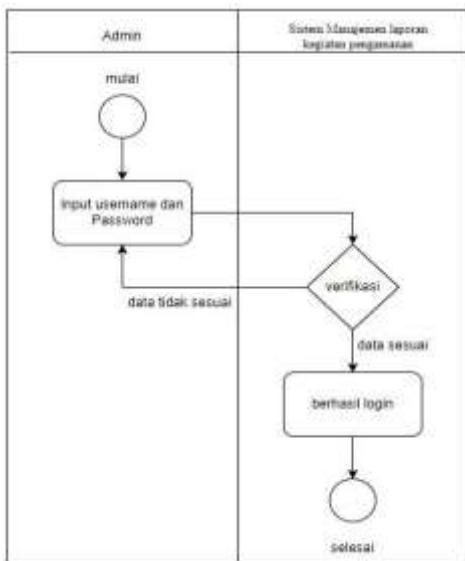 Admin
Sistem Manajemen laporan
kegiatan pengamanan
mulai
Input username dan
Password
verifikasi
data tidak sesuai
data sesuai
berhasil login
selesai